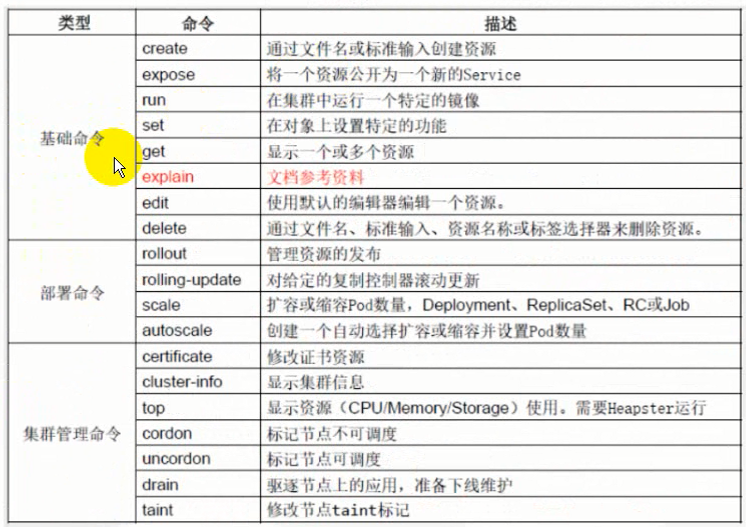 类型 命令 描述
基础命令
create 通过文件名或标准输入创建资源
expose 将一个资源公开为一个新的Service
run 在集群中运行一个特定的镜像
set 在对象上设置特定的功能
get 显示一个或多个资源
explain 文档参考资料
edit 使用默认的编辑器编辑一个资源。
delete 通过文件名、标准输入、资源名称或标签选择器来删除资源。
部署命令
rollout 管理资源的发布
rolling-update 对给定的复制控制器滚动更新
scale 扩容或缩容Pod数量，Deployment、ReplicaSet、RC或Job
autoscale 创建一个自动选择扩容或缩容并设置Pod数量
集群管理命令
certificate 修改证书资源
cluster-info 显示集群信息
top 显示资源（CPU/Memory/Storage）使用。需要Heapster运行
cordon 标记节点不可调度
uncordon 标记节点可调度
drain 驱逐节点上的应用，准备下线维护
taint 修改节点taint标记